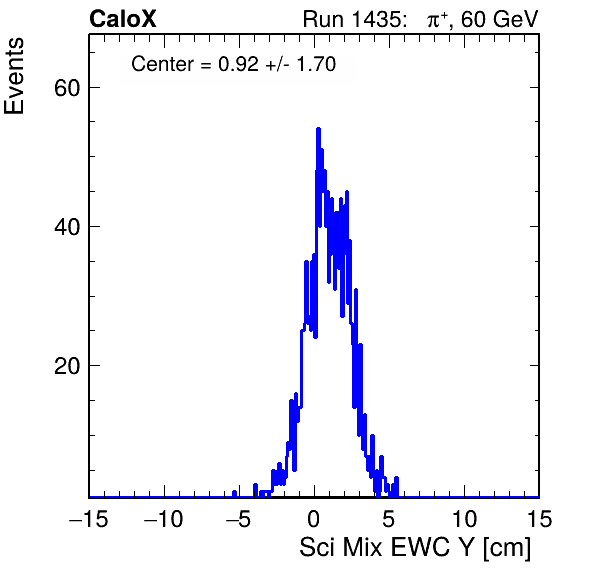 CaloX Run 1435: π⁺, 60 GeV
Center = 0.92 +/- 1.70
Events
60
40
20
−15 −10 −5 0 5 10 15
Sci Mix EWC Y [cm]